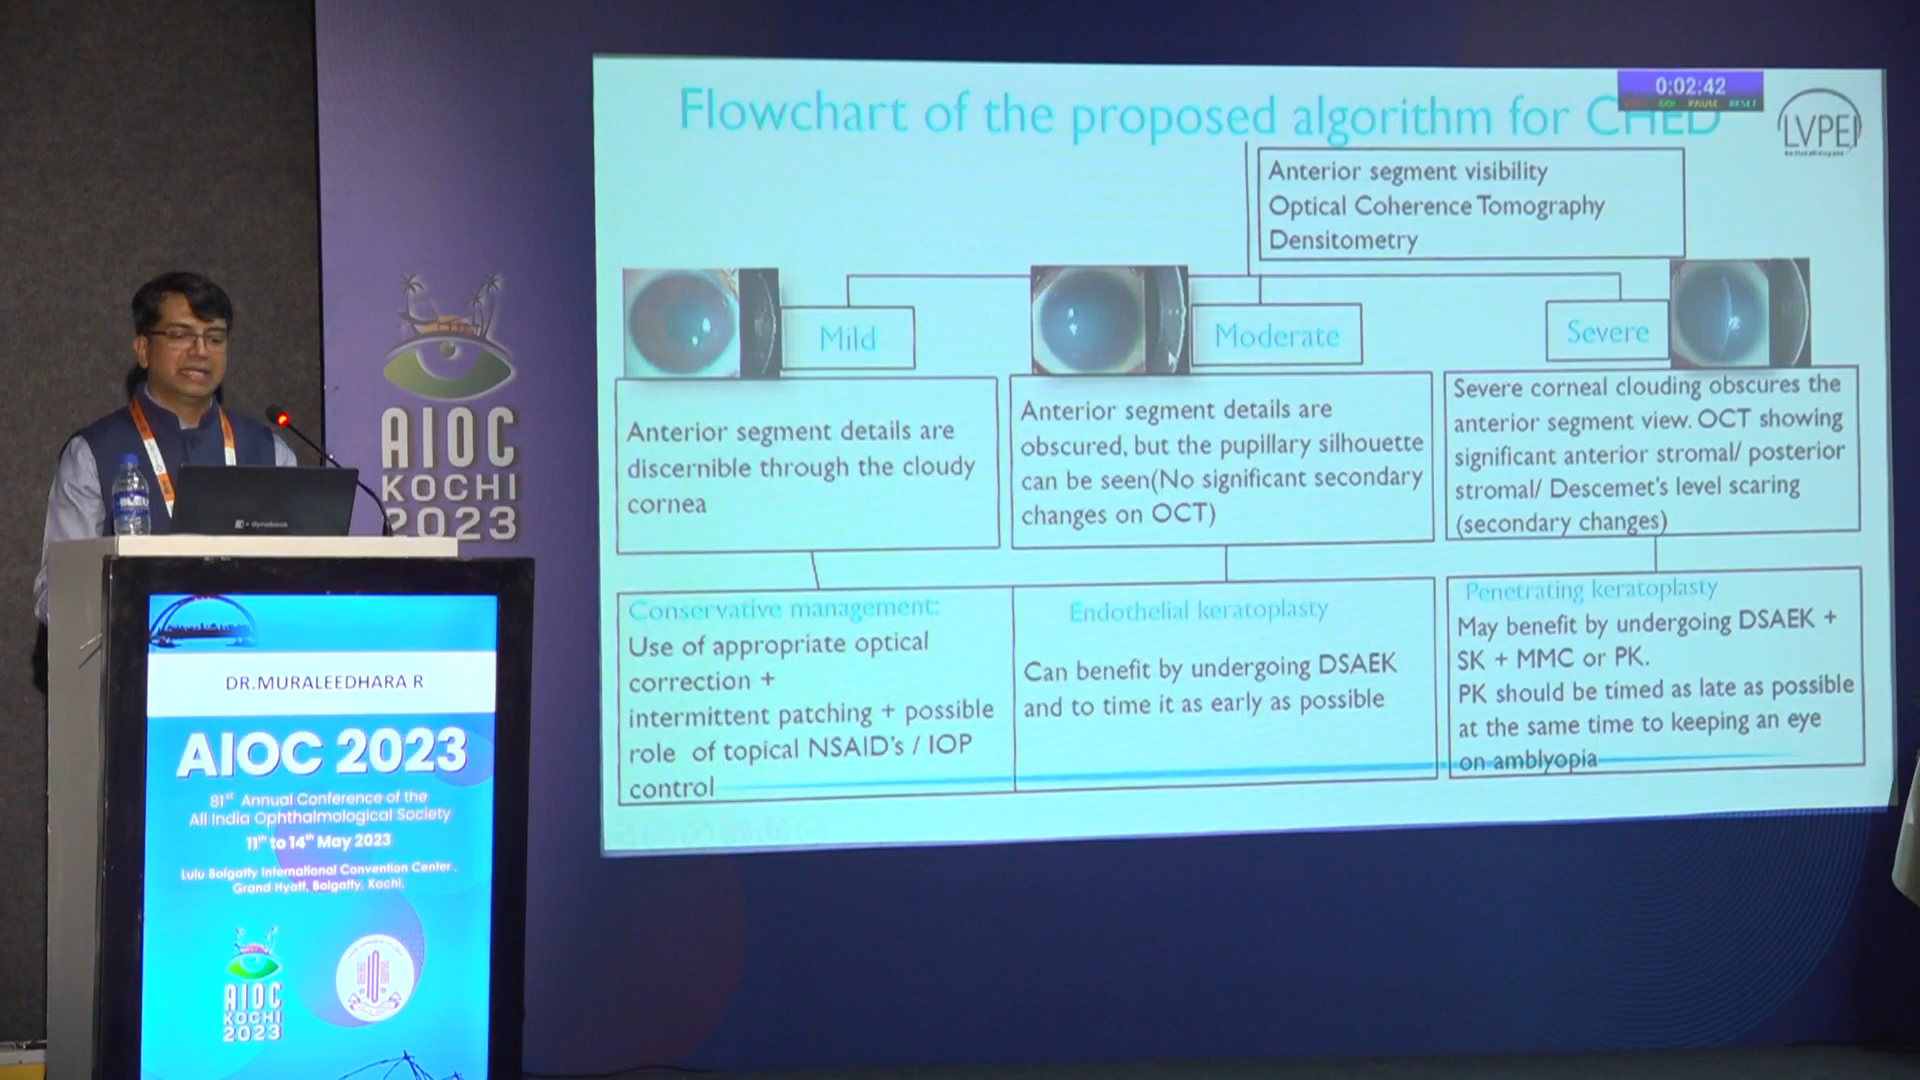 Flowchart of the proposed algorithm for CHED
0:02:42
GO! PAUSE RESET
LVPEI
Anterior segment visibility
Optical Coherence Tomography
Densitometry
Mild
Moderate
Severe
Anterior segment details are
discernible through the cloudy
cornea
Anterior segment details are
obscured, but the pupillary silhouette
can be seen(No significant secondary
changes on OCT)
Severe corneal clouding obscures the
anterior segment view. OCT showing
significant anterior stromal/ posterior
stromal/ Descemet's level scaring
(secondary changes)
Conservative management:
Use of appropriate optical
correction +
intermittent patching + possible
role of topical NSAID's / IOP
control
Endothelial keratoplasty
Can benefit by undergoing DSAEK
and to time it as early as possible
Penetrating keratoplasty
May benefit by undergoing DSAEK +
SK + MMC or PK.
PK should be timed as late as possible
at the same time to keeping an eye
on amblyopia
AIOC
KOCHI
2023
dynabook
DR.MURALEEDHARA R
AIOC 2023
81st Annual Conference of the
All India Ophthalmological Society
11th to 14th May 2023
Lulu Bolgatty International Convention Center,
Grand Hyatt, Bolgatty, Kochi.
AIOC
KOCHI
2023